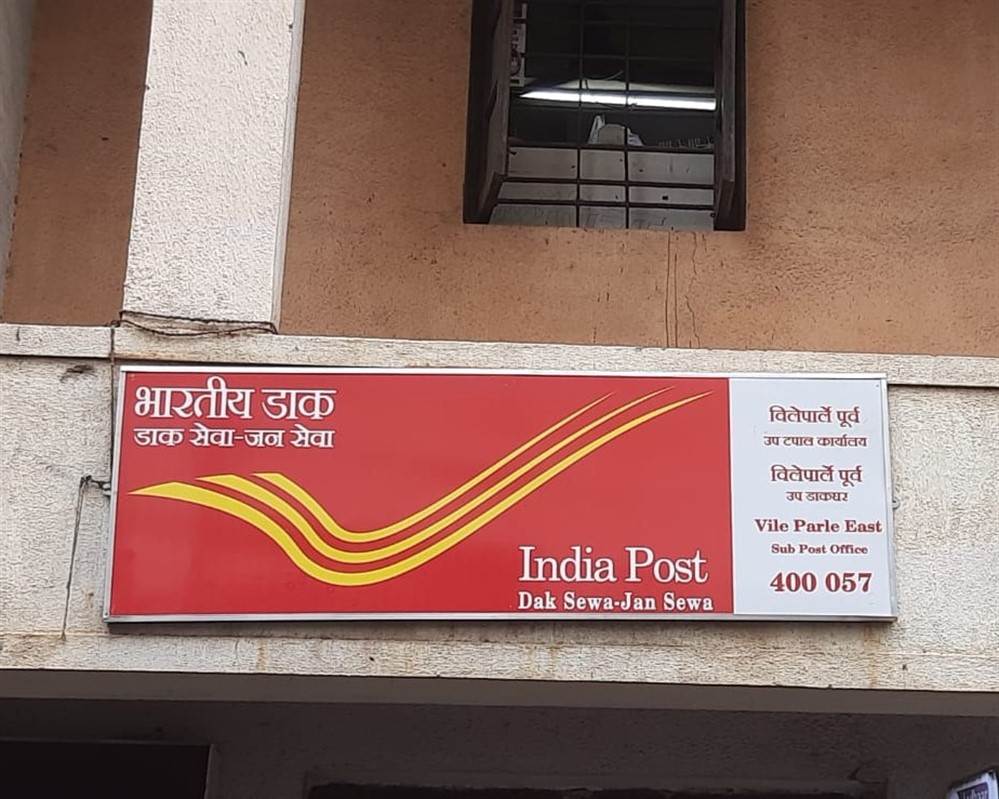 भारतीय डाक
डाक सेवा-जन सेवा
India Post
Dak Sewa-Jan Sewa
विलेपार्ले पूर्व
उप टपाल कार्यालय
विलेपार्ले पूर्व
उप डाकघर
Vile Parle East
Sub Post Office
400 057